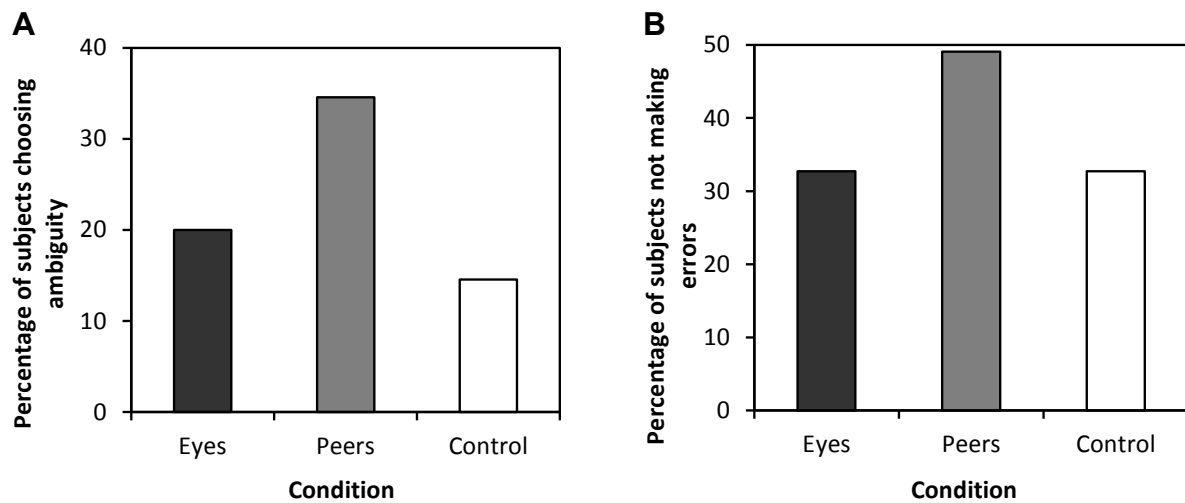 A
Percentage of subjects choosing
ambiguity
40
30
20
10
0
Eyes Peers Control
Condition
B
Percentage of subjects not making
errors
50
40
30
20
10
0
Eyes Peers Control
Condition